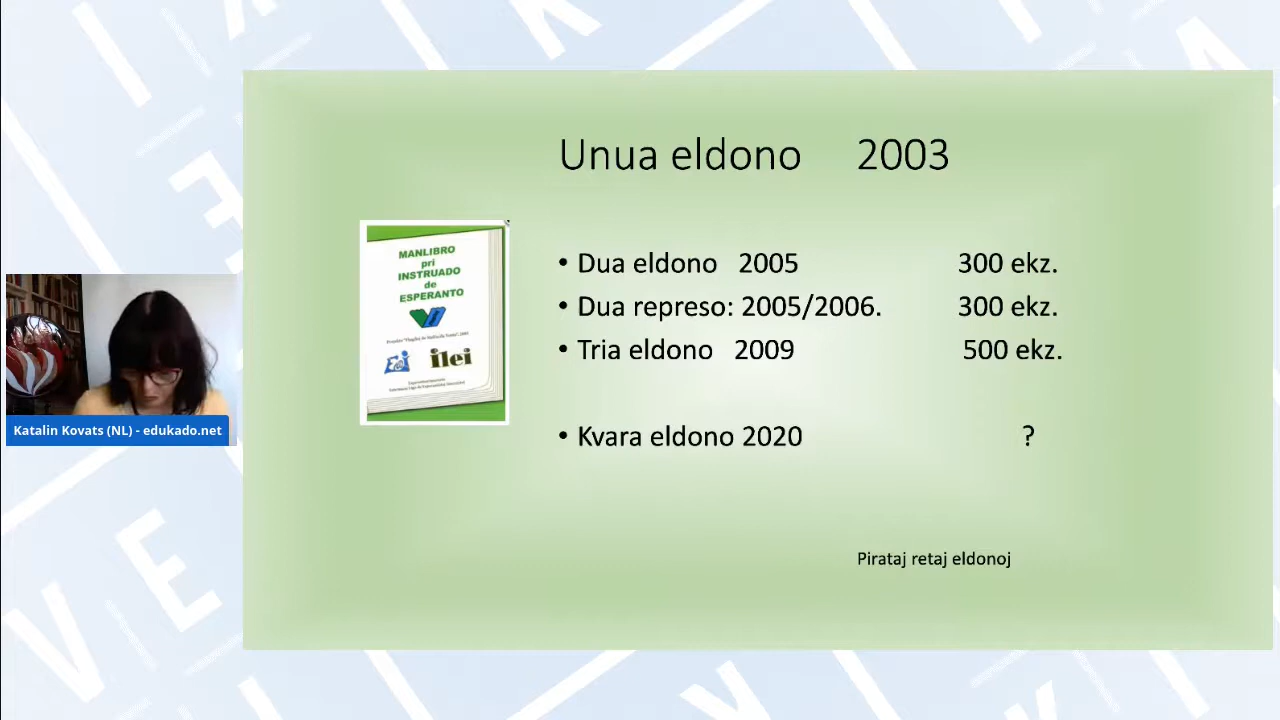 Unua eldono 2003
MANLIBRO
pri
INSTRUADO
de
ESPERANTO
ilei
• Dua eldono 2005 300 ekz.
• Dua represo: 2005/2006. 300 ekz.
• Tria eldono 2009 500 ekz.
• Kvara eldono 2020 ?
Pirataj retaj eldonoj
Katalin Kovats (NL) - edukado.net